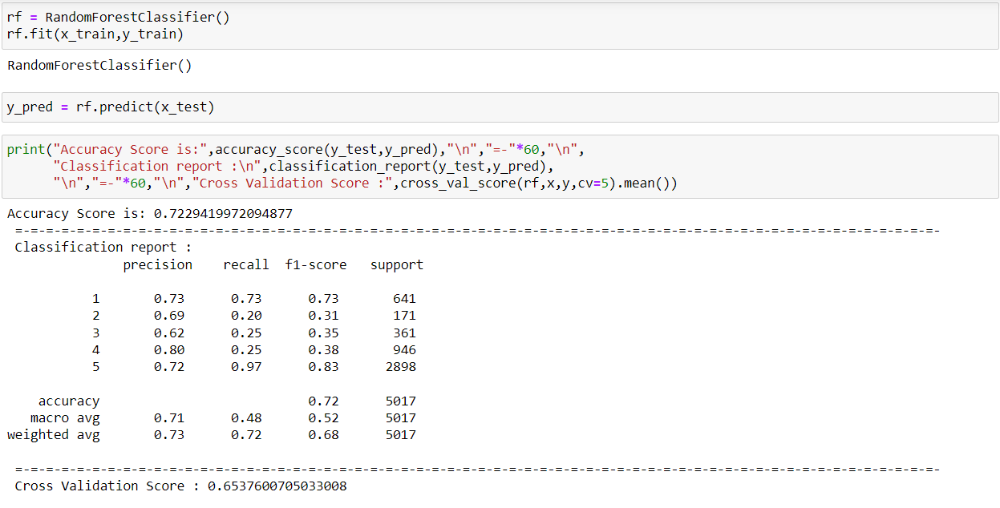 rf = RandomForestClassifier()
rf.fit(x_train,y_train)
RandomForestClassifier()
y_pred = rf.predict(x_test)
print("Accuracy Score is:",accuracy_score(y_test,y_pred),"\n","=-"*60,"\n",
      "Classification report :\n",classification_report(y_test,y_pred),
      "\n","=-"*60,"\n","Cross Validation Score :",cross_val_score(rf,x,y,cv=5).mean())
Accuracy Score is: 0.7229419972094877
 =-=-=-=-=-=-=-=-=-=-=-=-=-=-=-=-=-=-=-=-=-=-=-=-=-=-=-=-=-=-=-=-=-=-=-=-=-=-=-=-=-=-=-=-=-=-=-=-=-=-=-=-=-=-=-=-=-=-=-=-
 Classification report :
               precision    recall  f1-score   support
           1       0.73      0.73      0.73       641
           2       0.69      0.20      0.31       171
           3       0.62      0.25      0.35       361
           4       0.80      0.25      0.38       946
           5       0.72      0.97      0.83      2898
    accuracy                           0.72      5017
   macro avg       0.71      0.48      0.52      5017
weighted avg       0.73      0.72      0.68      5017
 =-=-=-=-=-=-=-=-=-=-=-=-=-=-=-=-=-=-=-=-=-=-=-=-=-=-=-=-=-=-=-=-=-=-=-=-=-=-=-=-=-=-=-=-=-=-=-=-=-=-=-=-=-=-=-=-=-=-=-=-
 Cross Validation Score : 0.6537600705033008